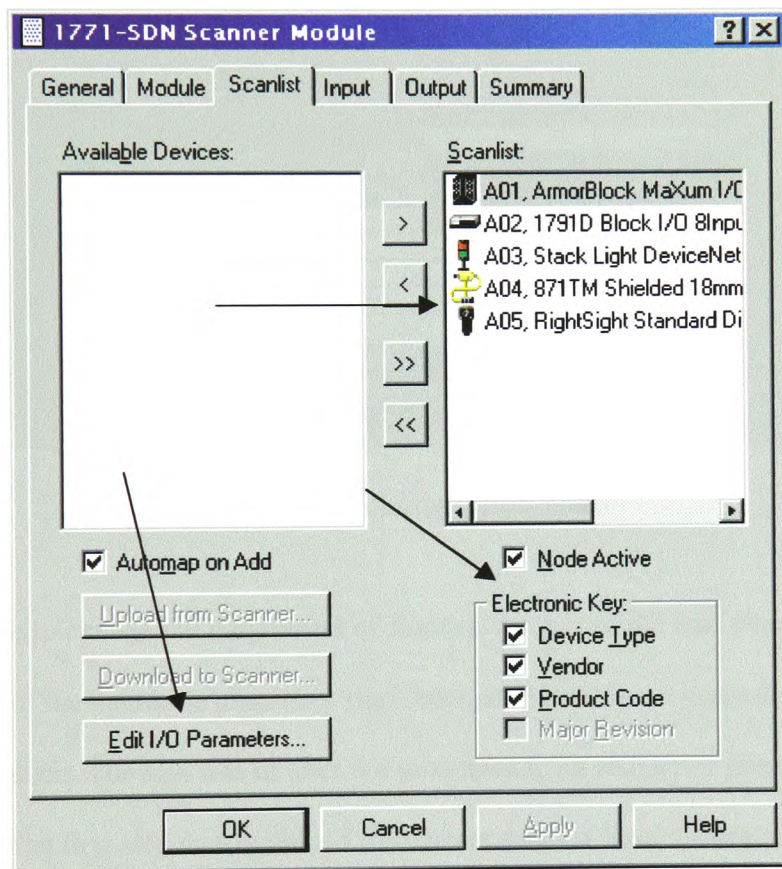 1771-SDN Scanner Module
General Module Scanlist Input Output Summary
Available Devices:
Scanlist:
>
<
>>
<<
A01, ArmorBlock MaXum I/O
A02, 1791D Block I/O 8Inpu
A03, Stack Light DeviceNet
A04, 871TM Shielded 18mm
A05, RightSight Standard Di
Automap on Add
Upload from Scanner...
Download to Scanner...
Edit I/O Parameters...
Node Active
Electronic Key:
Device Type
Vendor
Product Code
Major Revision
OK Cancel Apply Help